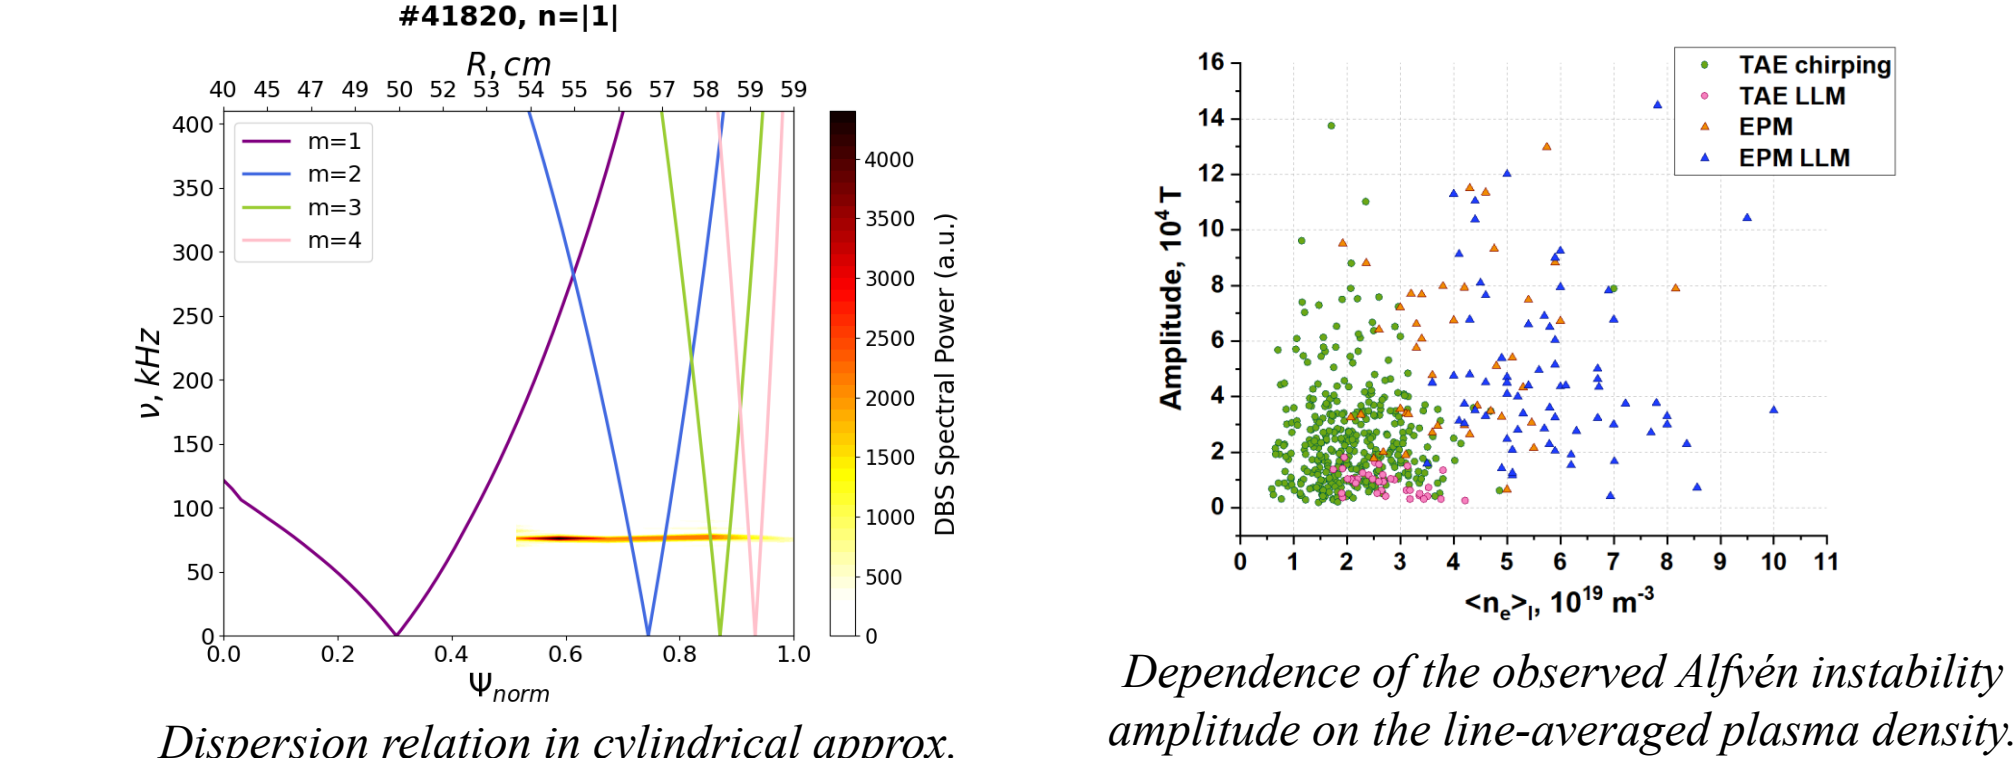 #41820, n=|1|
R, cm
40 45 47 49 50 52 53 54 55 56 57 58 59 59
400
350
300
250
200
150
100
50
0
ν, kHz
m=1
m=2
m=3
m=4
0.0 0.2 0.4 0.6 0.8 1.0
Ψnorm
4000
3500
3000
2500
2000
1500
1000
500
0
DBS Spectral Power (a.u.)
Dispersion relation in cylindrical approx.
16
14
12
10
8
6
4
2
0
Amplitude, 10⁴ T
TAE chirping
TAE LLM
EPM
EPM LLM
0 1 2 3 4 5 6 7 8 9 10 11
<nₑ>ₗ, 10¹⁹ m⁻³
Dependence of the observed Alfvén instability
amplitude on the line-averaged plasma density.